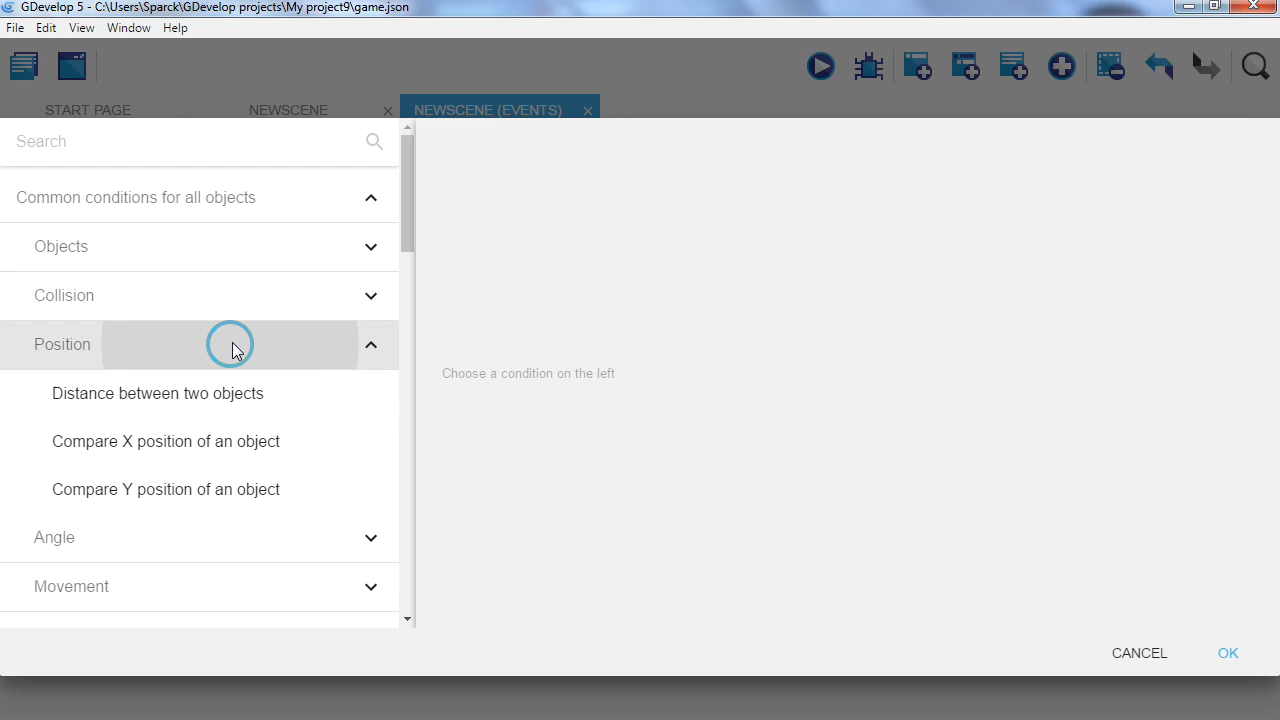 GDevelop 5 - C:\Users\Sparck\GDevelop projects\My project9\game.json
File Edit View Window Help
START PAGE NEWSCENE NEWSCENE (EVENTS)
Search
Common conditions for all objects
Objects
Collision
Position
Distance between two objects
Compare X position of an object
Compare Y position of an object
Angle
Movement
Choose a condition on the left
CANCEL OK